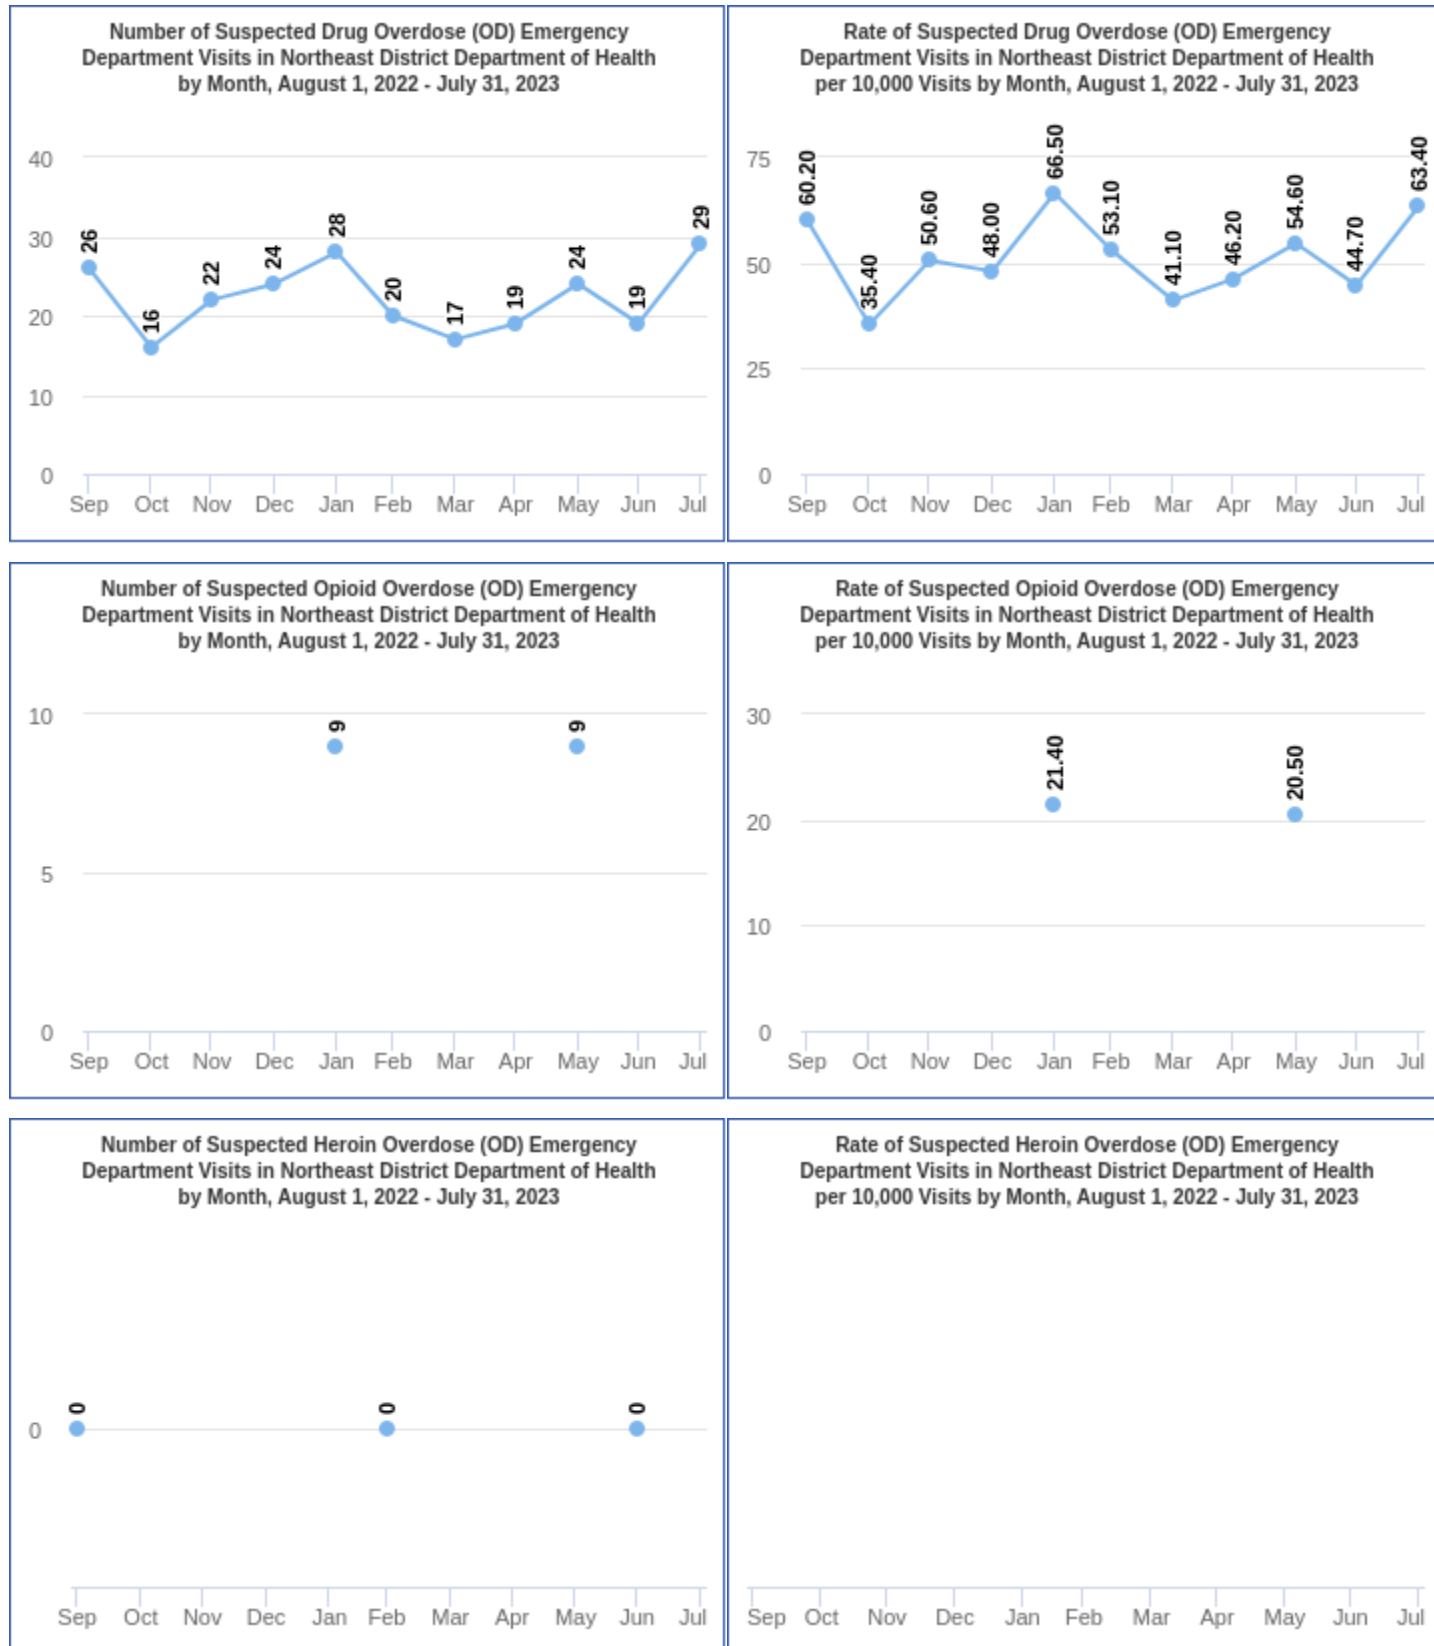 Number of Suspected Drug Overdose (OD) Emergency
Department Visits in Northeast District Department of Health
by Month, August 1, 2022 - July 31, 2023
40
30
20
10
0
26
16
22
24
28
20
17
19
24
19
29
Sep Oct Nov Dec Jan Feb Mar Apr May Jun Jul
Rate of Suspected Drug Overdose (OD) Emergency
Department Visits in Northeast District Department of Health
per 10,000 Visits by Month, August 1, 2022 - July 31, 2023
75
50
25
0
60.20
35.40
50.60
48.00
66.50
53.10
41.10
46.20
54.60
44.70
63.40
Sep Oct Nov Dec Jan Feb Mar Apr May Jun Jul
Number of Suspected Opioid Overdose (OD) Emergency
Department Visits in Northeast District Department of Health
by Month, August 1, 2022 - July 31, 2023
10
5
0
9
9
Sep Oct Nov Dec Jan Feb Mar Apr May Jun Jul
Rate of Suspected Opioid Overdose (OD) Emergency
Department Visits in Northeast District Department of Health
per 10,000 Visits by Month, August 1, 2022 - July 31, 2023
30
20
10
0
21.40
20.50
Sep Oct Nov Dec Jan Feb Mar Apr May Jun Jul
Number of Suspected Heroin Overdose (OD) Emergency
Department Visits in Northeast District Department of Health
by Month, August 1, 2022 - July 31, 2023
0
0
0
0
Sep Oct Nov Dec Jan Feb Mar Apr May Jun Jul
Rate of Suspected Heroin Overdose (OD) Emergency
Department Visits in Northeast District Department of Health
per 10,000 Visits by Month, August 1, 2022 - July 31, 2023
Sep Oct Nov Dec Jan Feb Mar Apr May Jun Jul